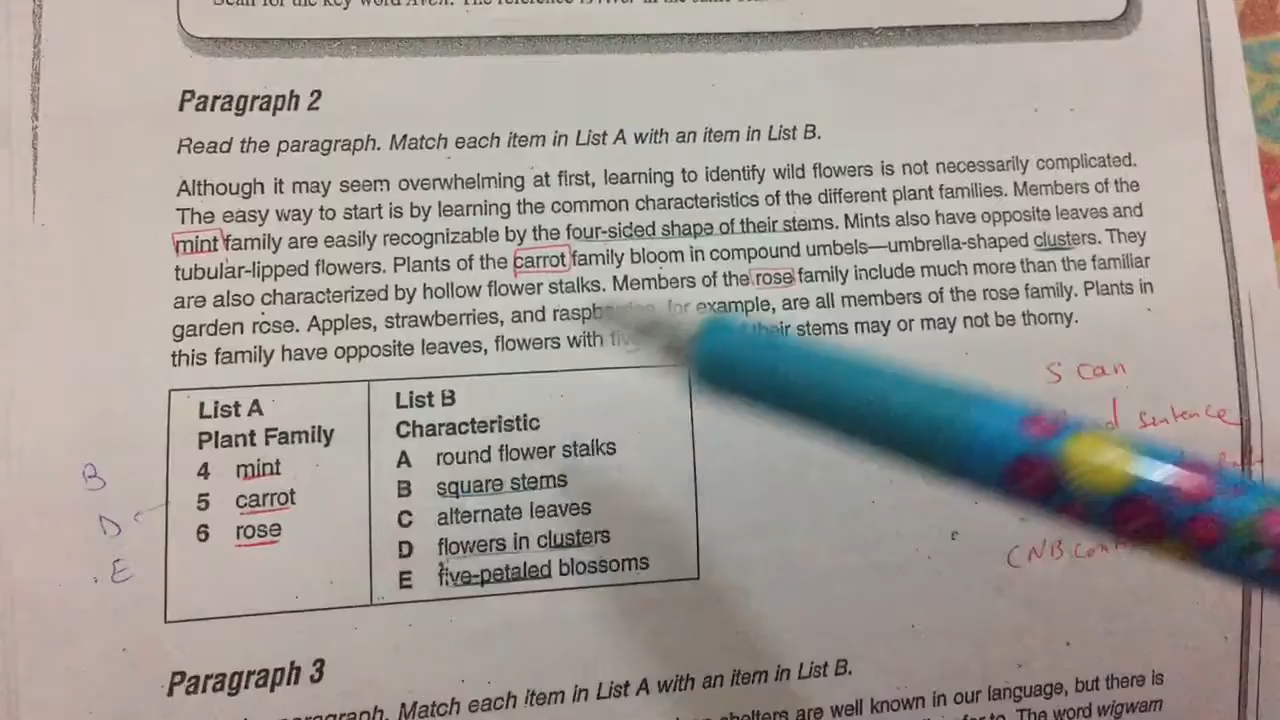 Paragraph 2
Read the paragraph. Match each item in List A with an item in List B.
Although it may seem overwhelming at first, learning to identify wild flowers is not necessarily complicated.
The easy way to start is by learning the common characteristics of the different plant families. Members of the
mint family are easily recognizable by the four-sided shape of their stems. Mints also have opposite leaves and
tubular-lipped flowers. Plants of the carrot family bloom in compound umbels—umbrella-shaped clusters. They
are also characterized by hollow flower stalks. Members of the rose family include much more than the familiar
garden rose. Apples, strawberries, and for example, are all members of the rose family. Plants in
this family have opposite leaves, flowers with their stems may or may not be thorny.
List A
Plant Family
4 mint
5 carrot
6 rose
List B
Characteristic
A round flower stalks
B square stems
C alternate leaves
D flowers in clusters
E five-petaled blossoms
B
D
E
Scan
sentence
Paragraph 3
Match each item in List A with an item in List B.
shelters are well known in our language, but there is
The word wigwam